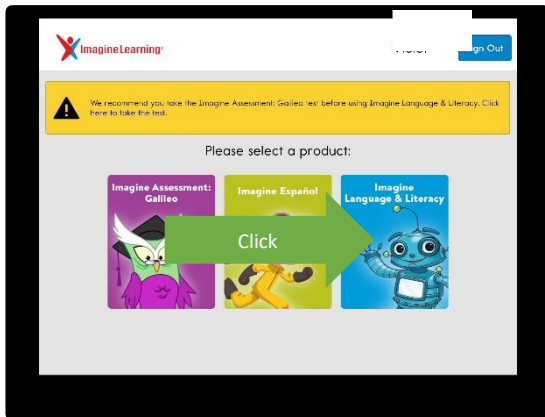 ImagineLearning
Sign Out
We recommend you take the Imagine Assessment: Galileo test before using Imagine Language & Literacy. Click
here to take the test.
Please select a product:
Imagine Assessment:
Galileo
Imagine Español
Imagine
Language & Literacy
Click